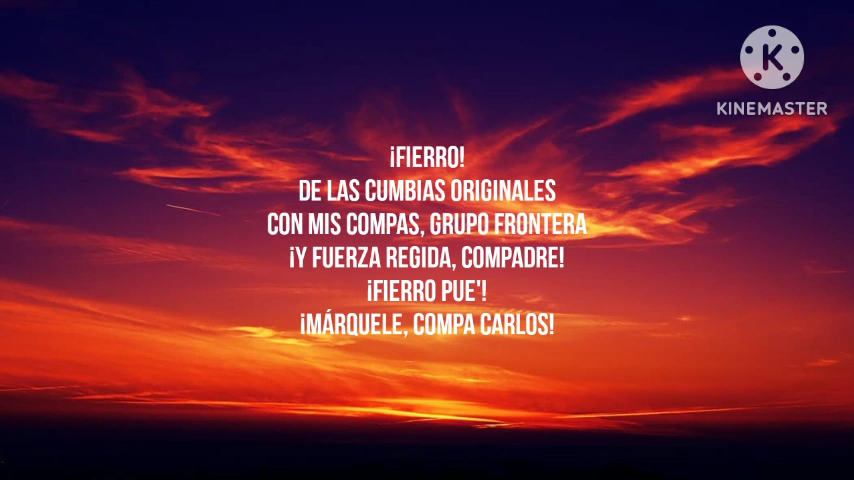 K
KINEMASTER
¡FIERRO!
DE LAS CUMBIAS ORIGINALES
CON MIS COMPAS, GRUPO FRONTERA
¡Y FUERZA REGIDA, COMPADRE!
¡FIERRO PUE'!
¡MÁRQUELE, COMPA CARLOS!